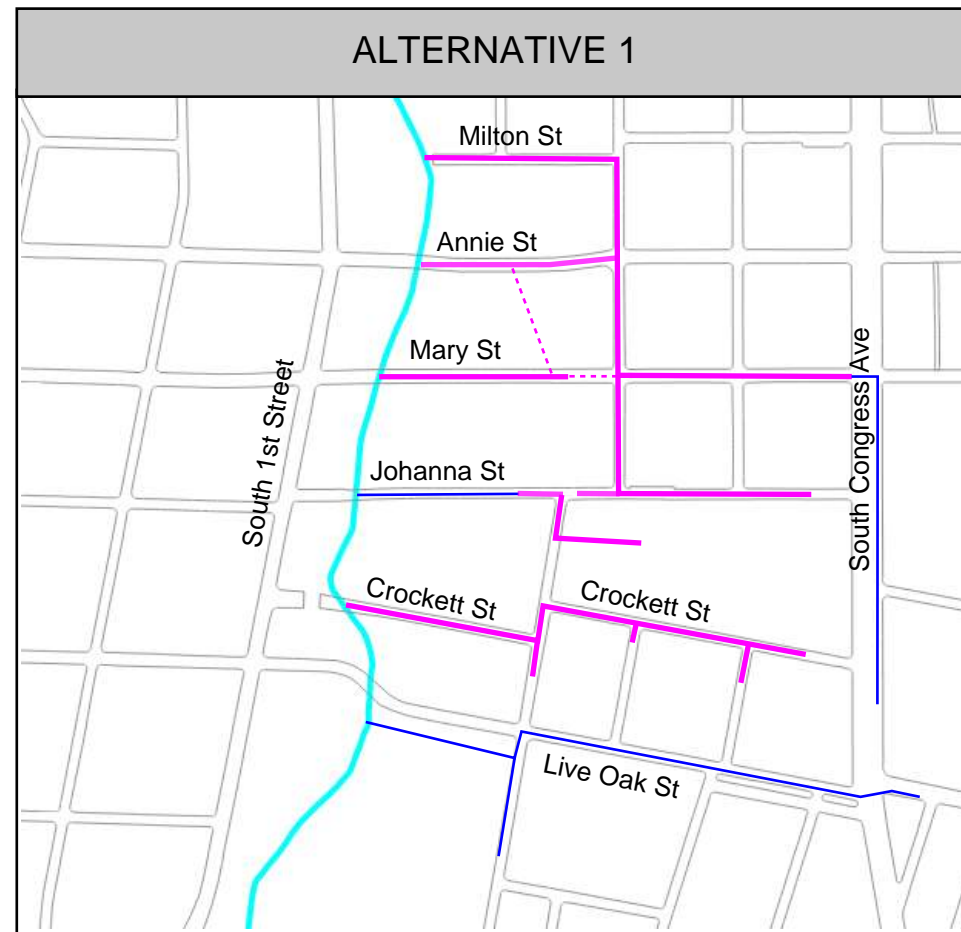 ALTERNATIVE 1
Milton St
Annie St
Mary St
South 1st Street
South Congress Ave
Johanna St
Crockett St
Crockett St
Live Oak St